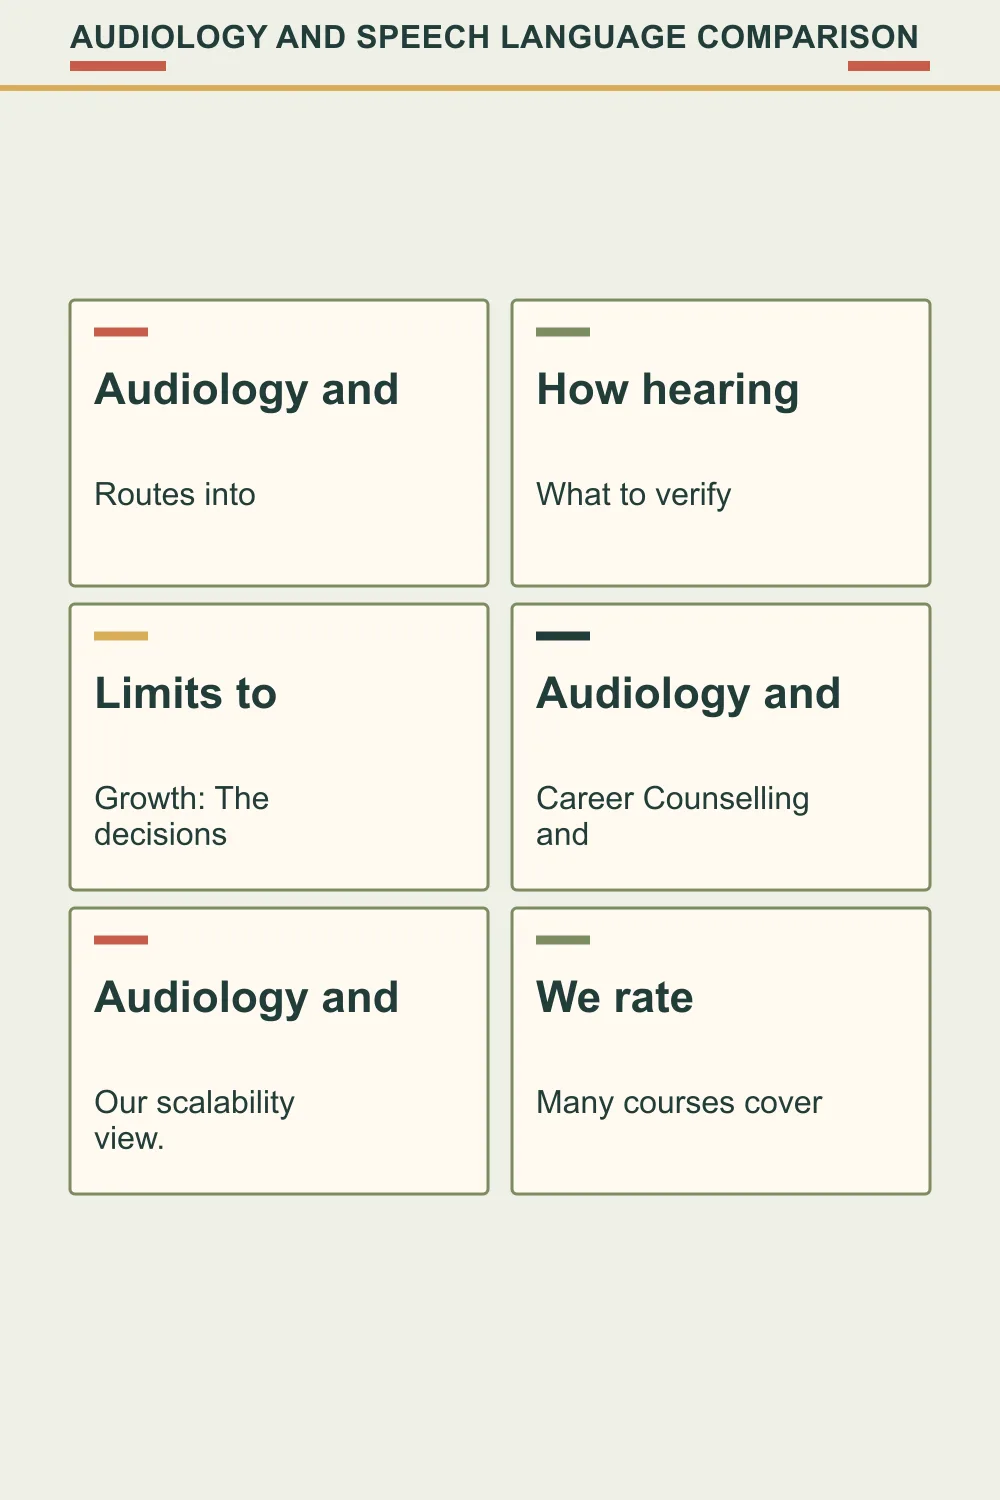 AUDIOLOGY AND SPEECH LANGUAGE COMPARISON
Audiology and
Routes into
How hearing
What to verify
Limits to
Growth: The
decisions
Audiology and
Career Counselling
and
Audiology and
Our scalability
view.
We rate
Many courses cover